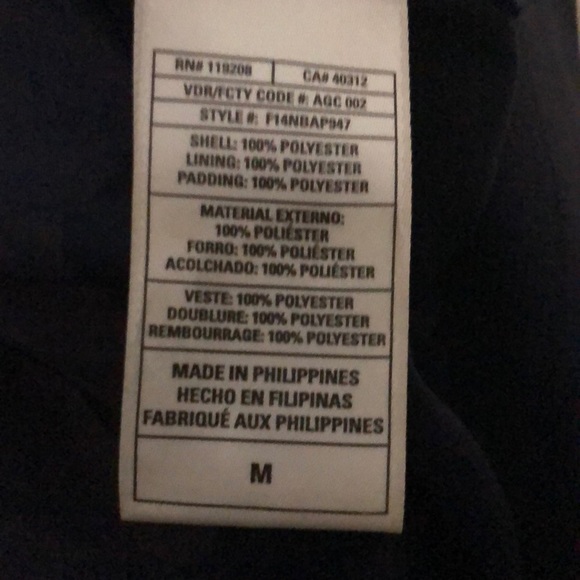 RN# 119208 CA# 40312
VDR/FCTY CODE #: AGC 002
STYLE #: F14NBAP947
SHELL: 100% POLYESTER
LINING: 100% POLYESTER
PADDING: 100% POLYESTER
MATERIAL EXTERNO:
100% POLIÉSTER
FORRO: 100% POLIÉSTER
ACOLCHADO: 100% POLIÉSTER
VESTE: 100% POLYESTER
DOUBLURE: 100% POLYESTER
REMBOURRAGE: 100% POLYESTER
MADE IN PHILIPPINES
HECHO EN FILIPINAS
FABRIQUÉ AUX PHILIPPINES
M